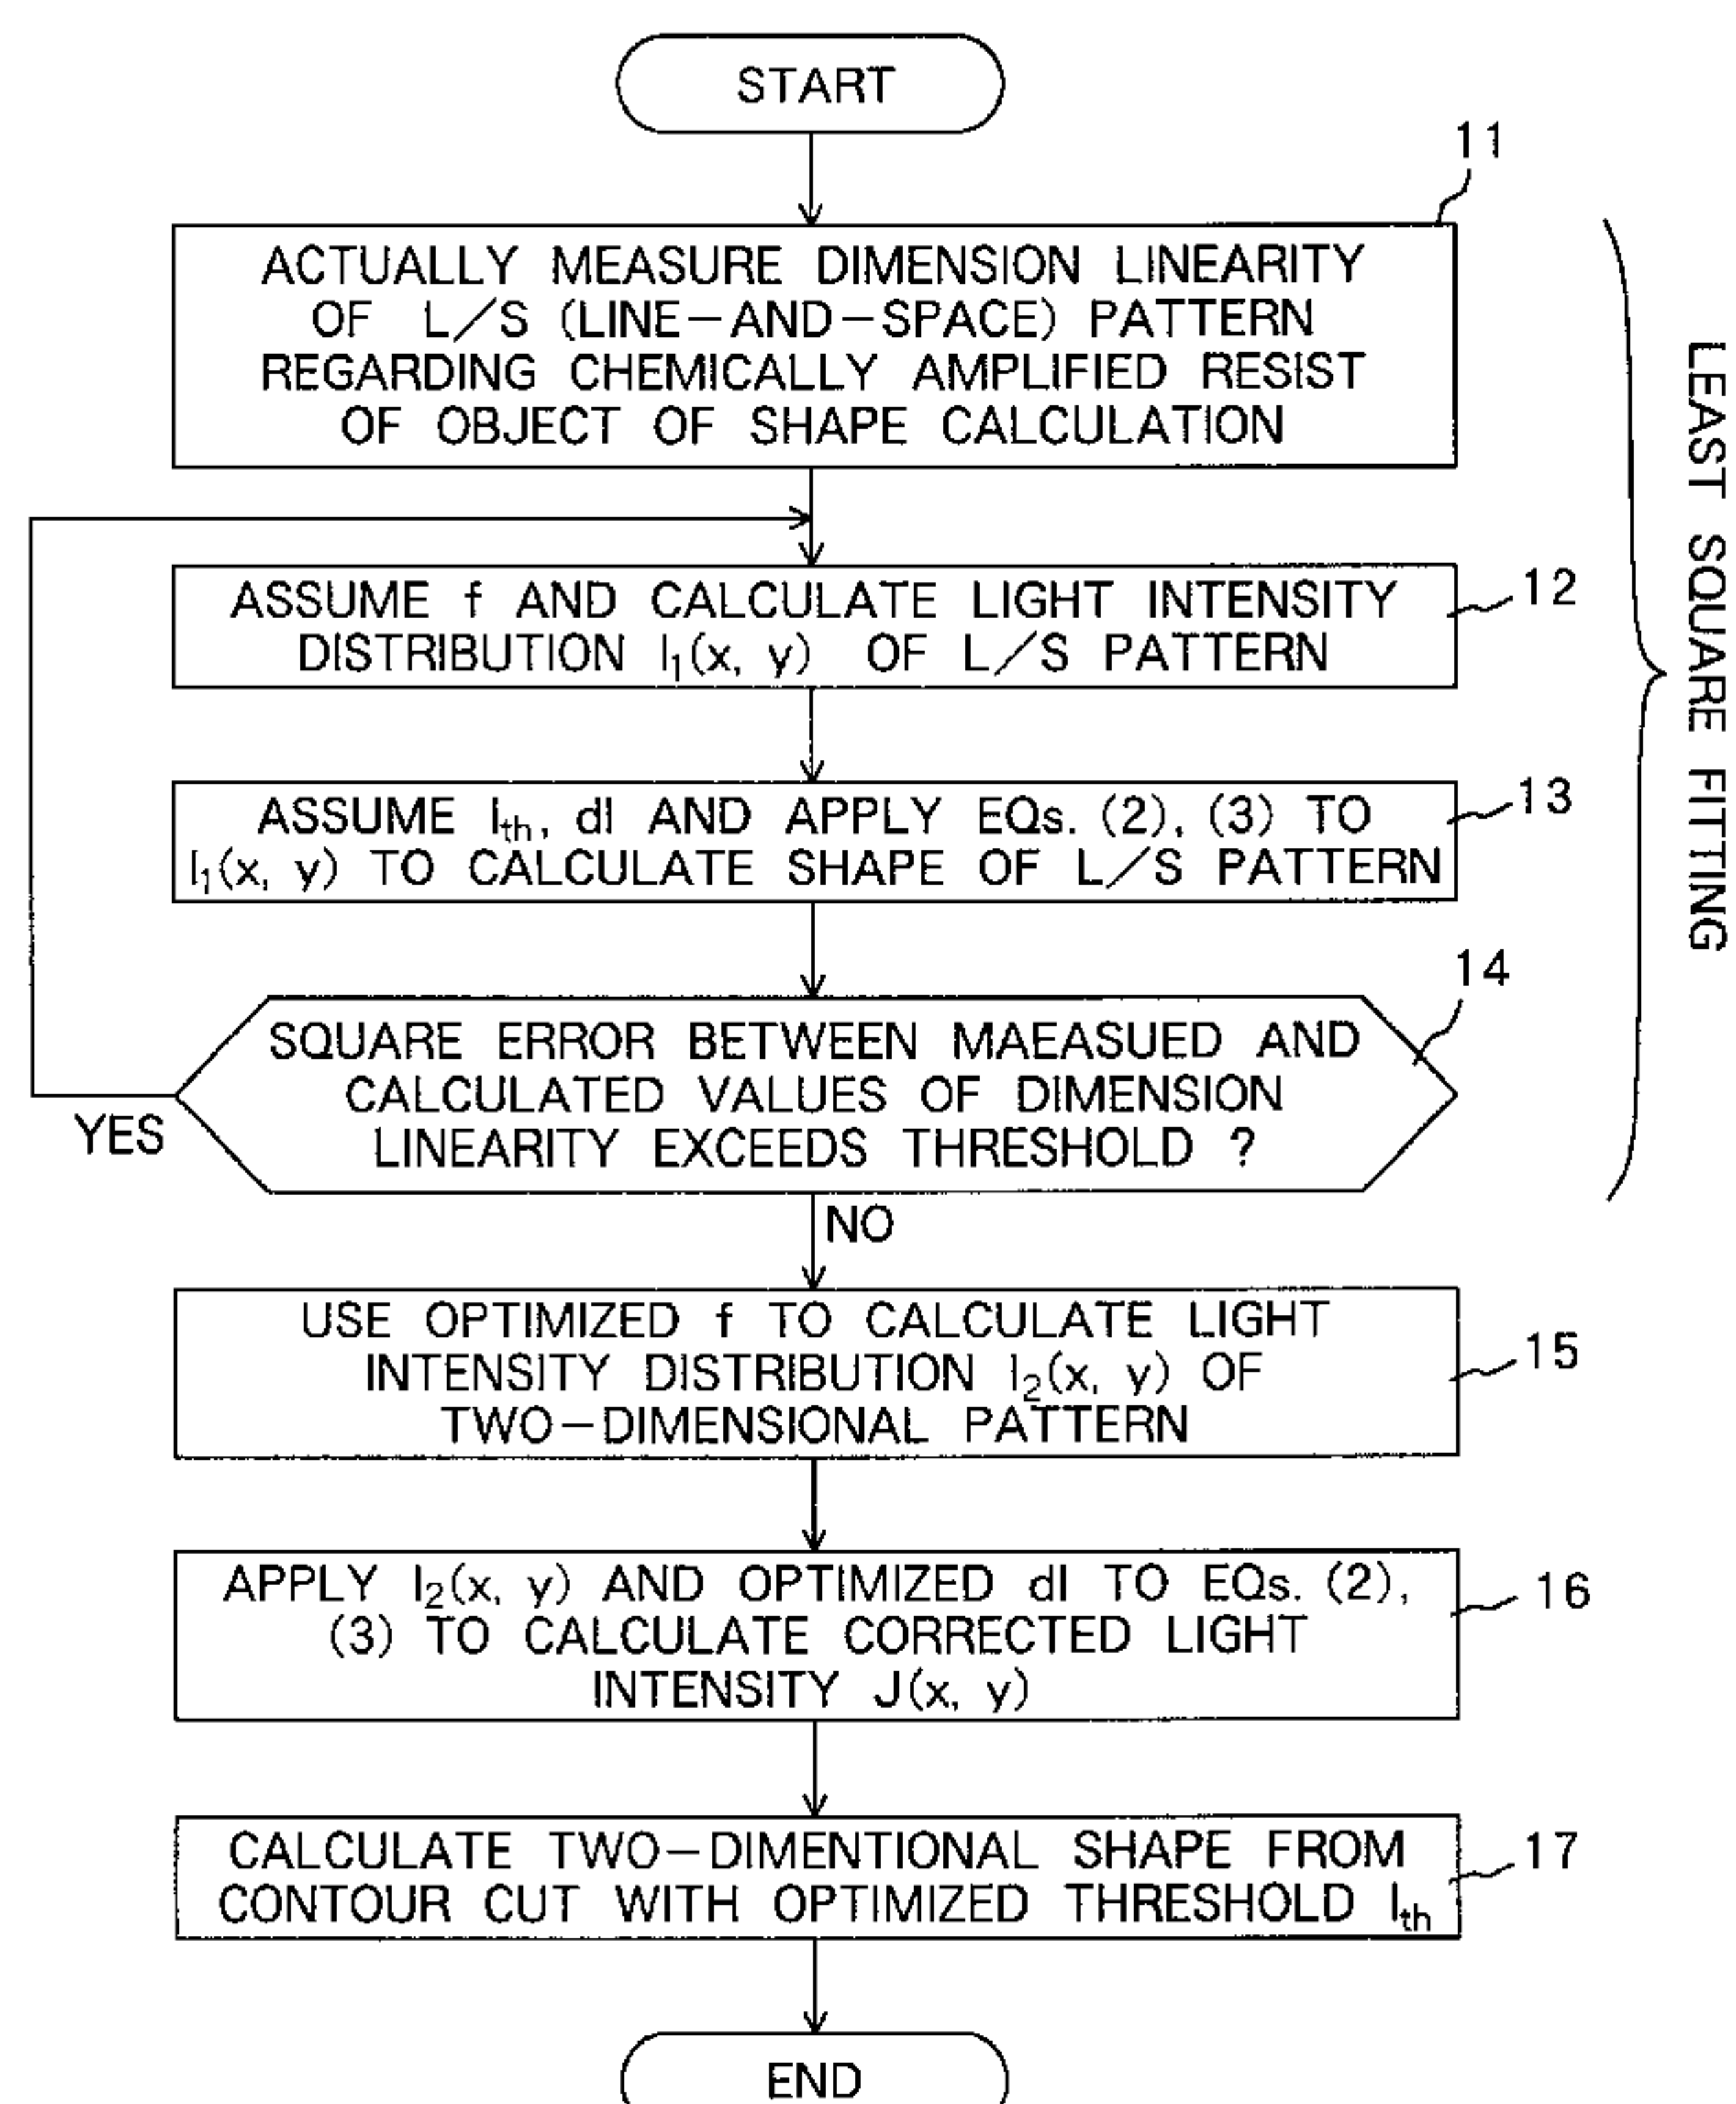 START
11
ACTUALLY MEASURE DIMENSION LINEARITY
OF L/S (LINE-AND-SPACE) PATTERN
REGARDING CHEMICALLY AMPLIFIED RESIST
OF OBJECT OF SHAPE CALCULATION
12
ASSUME f AND CALCULATE LIGHT INTENSITY
DISTRIBUTION I₁(x, y) OF L/S PATTERN
13
ASSUME Iₜₕ, dI AND APPLY EQs. (2), (3) TO
I₁(x, y) TO CALCULATE SHAPE OF L/S PATTERN
14
SQUARE ERROR BETWEEN MAEASUED AND
CALCULATED VALUES OF DIMENSION
LINEARITY EXCEEDS THRESHOLD ?
YES
NO
LEAST SQUARE FITTING
USE OPTIMIZED f TO CALCULATE LIGHT
INTENSITY DISTRIBUTION I₂(x, y) OF
TWO-DIMENSIONAL PATTERN
15
APPLY I₂(x, y) AND OPTIMIZED dI TO EQs. (2),
(3) TO CALCULATE CORRECTED LIGHT
INTENSITY J(x, y)
16
CALCULATE TWO-DIMENTIONAL SHAPE FROM
CONTOUR CUT WITH OPTIMIZED THRESHOLD Iₜₕ
17
END